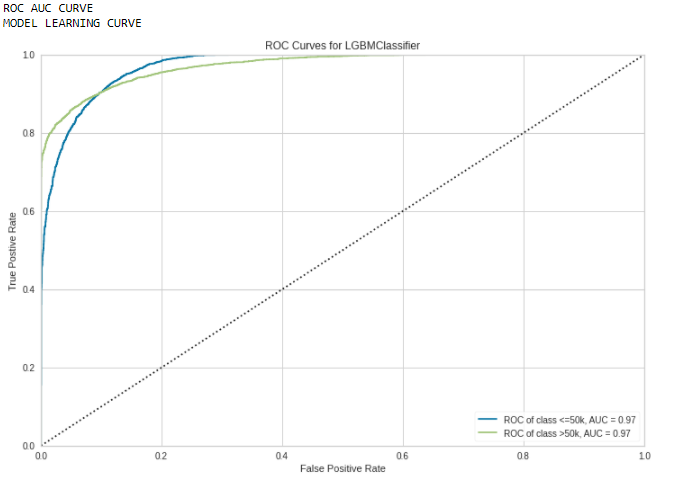 ROC AUC CURVE
MODEL LEARNING CURVE
ROC Curves for LGBMClassifier
1.0
0.8
0.6
0.4
0.2
0.0
True Postive Rate
ROC of class <=50k, AUC = 0.97
ROC of class >50k, AUC = 0.97
0.0 0.2 0.4 0.6 0.8 1.0
False Positive Rate